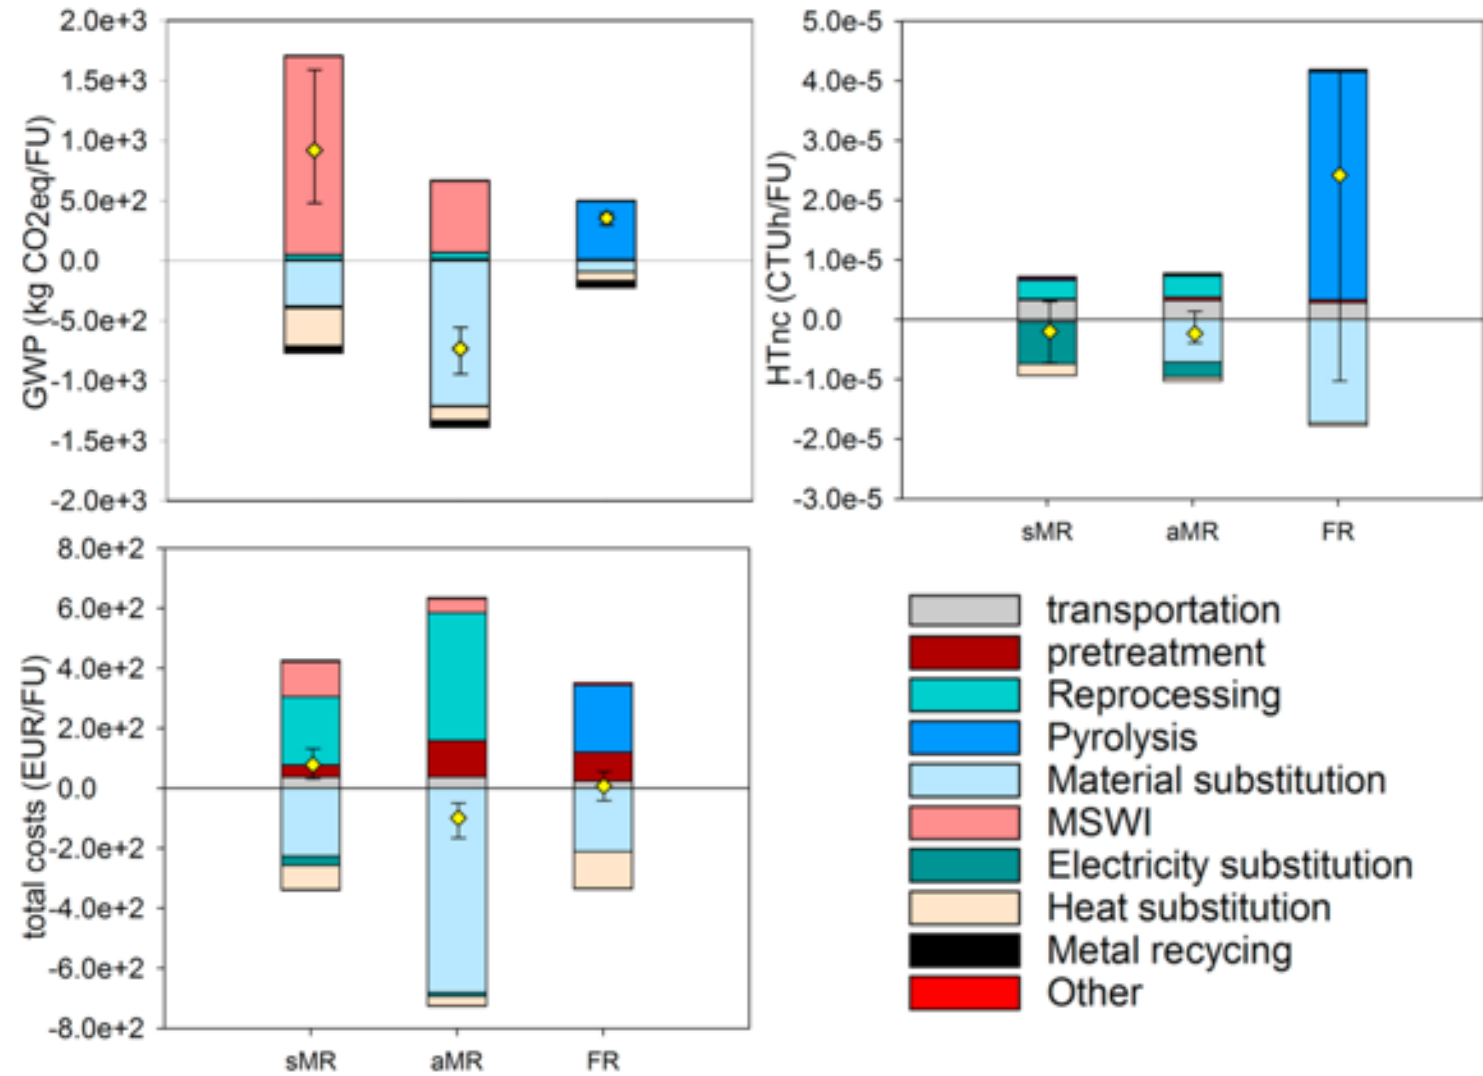 2.0e+3
1.5e+3
1.0e+3
5.0e+2
0.0
-5.0e+2
-1.0e+3
-1.5e+3
-2.0e+3
GWP (kg CO2eq/FU)
5.0e-5
4.0e-5
3.0e-5
2.0e-5
1.0e-5
0.0
-1.0e-5
-2.0e-5
-3.0e-5
HTnc (CTUh/FU)
sMR aMR FR
8.0e+2
6.0e+2
4.0e+2
2.0e+2
0.0
-2.0e+2
-4.0e+2
-6.0e+2
-8.0e+2
total costs (EUR/FU)
sMR aMR FR
transportation
pretreatment
Reprocessing
Pyrolysis
Material substitution
MSWI
Electricity substitution
Heat substitution
Metal recycing
Other